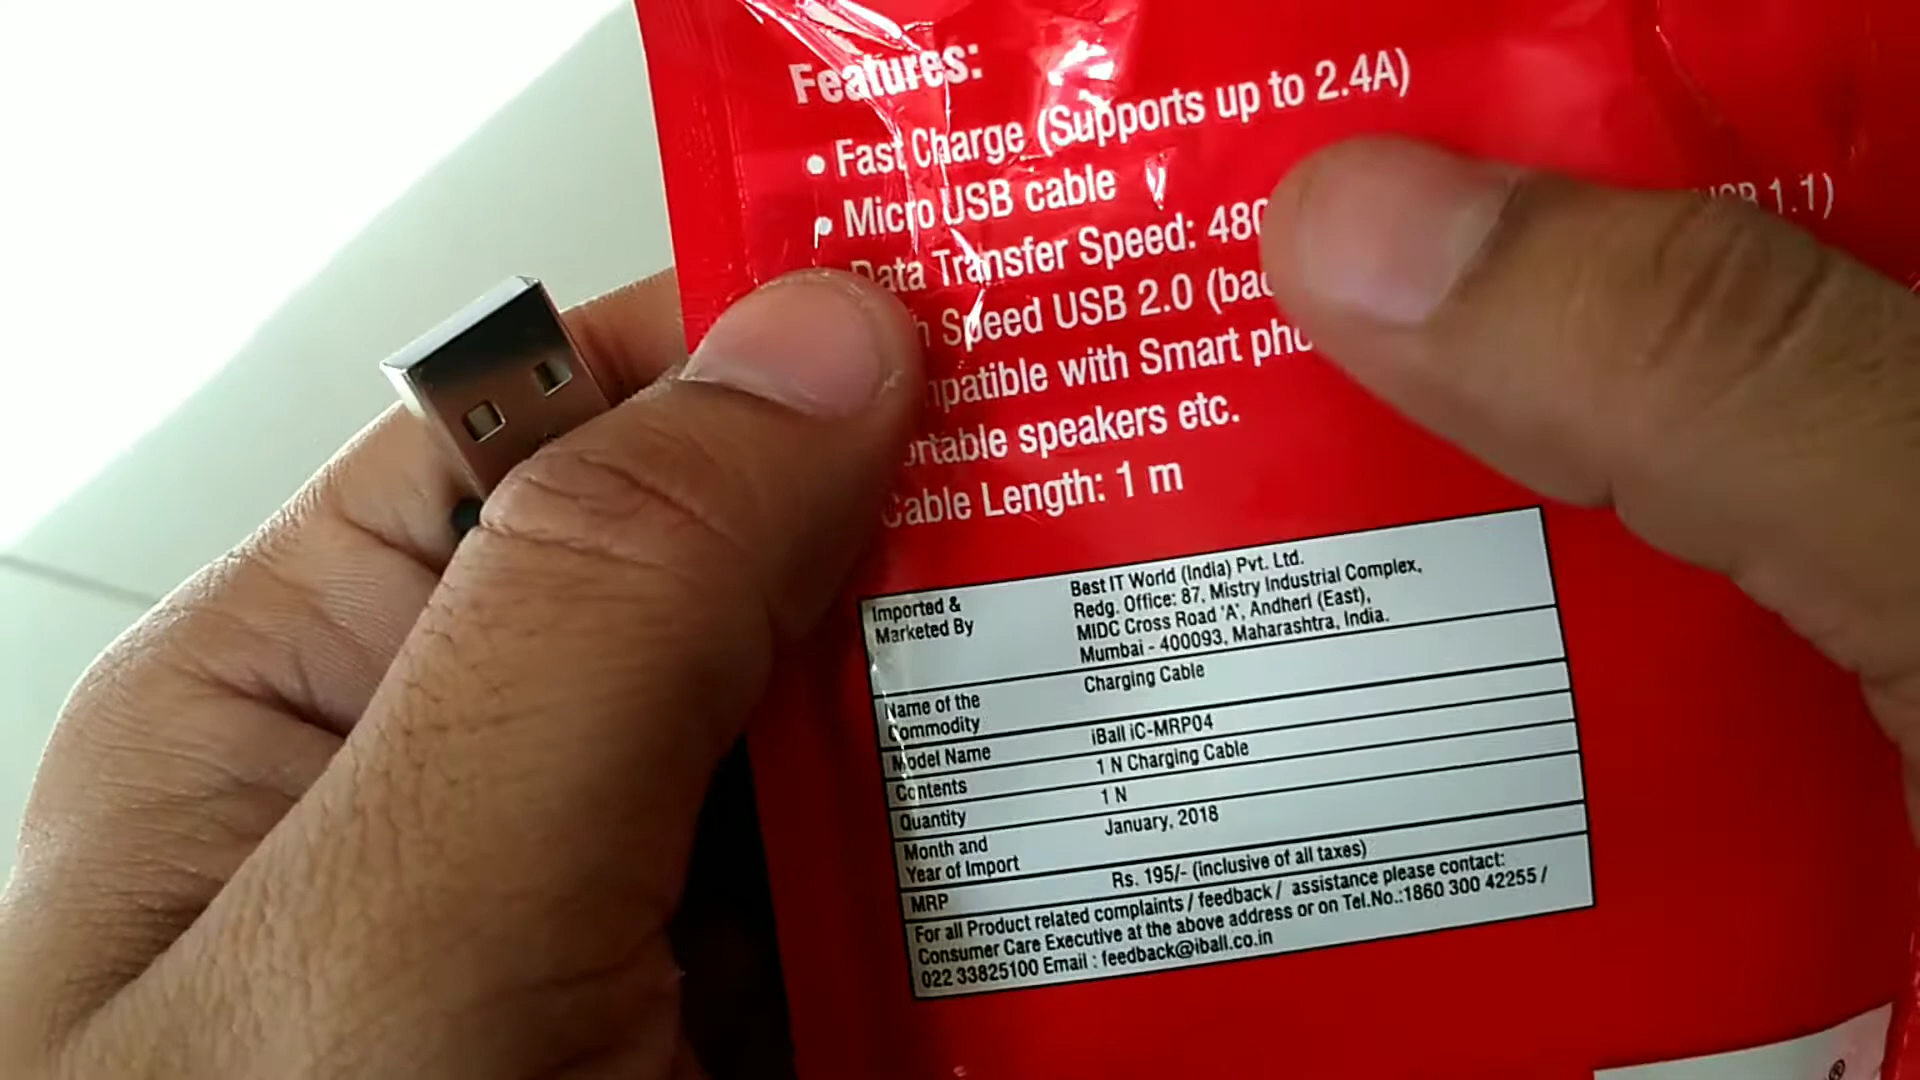 Features:
• Fast Charge (Supports up to 2.4A)
• Micro USB cable
Data Transfer Speed: 480
Speed USB 2.0 (bac USB 1.1)
patible with Smart pho
rtable speakers etc.
Cable Length: 1 m
Imported &
Marketed By
Best IT World (India) Pvt. Ltd.
Redg. Office: 87, Mistry Industrial Complex,
MIDC Cross Road 'A', Andheri (East),
Mumbai - 400093, Maharashtra, India.
Name of the
Commodity
Charging Cable
Model Name iBall iC-MRP04
Contents 1 N Charging Cable
Quantity 1 N
Month and
Year of Import
January, 2018
MRP Rs. 195/- (inclusive of all taxes)
For all Product related complaints / feedback / assistance please contact:
Consumer Care Executive at the above address or on Tel.No.:1860 300 42255 /
022 33825100 Email : feedback@iball.co.in
®